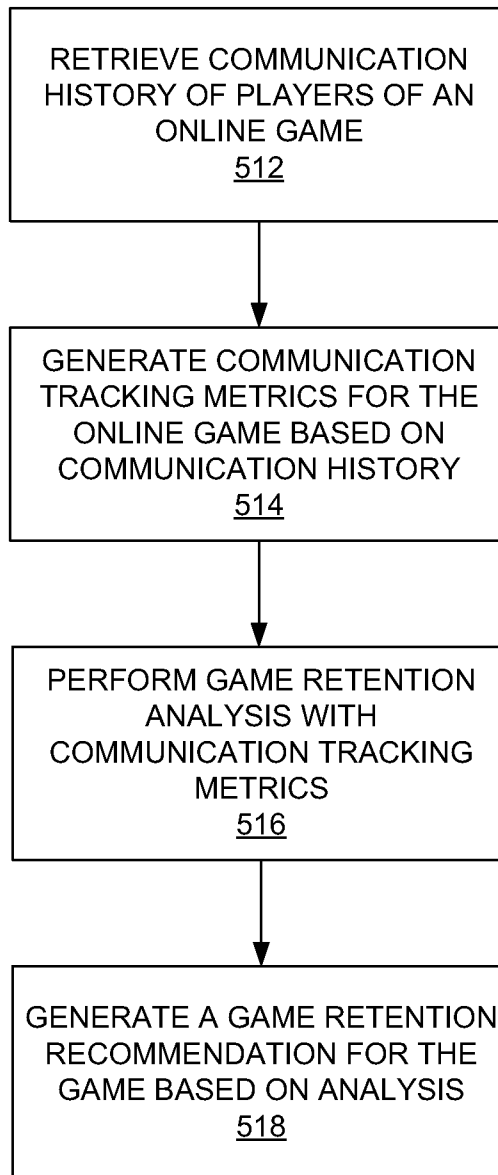 RETRIEVE COMMUNICATION
HISTORY OF PLAYERS OF AN
ONLINE GAME
512
GENERATE COMMUNICATION
TRACKING METRICS FOR THE
ONLINE GAME BASED ON
COMMUNICATION HISTORY
514
PERFORM GAME RETENTION
ANALYSIS WITH
COMMUNICATION TRACKING
METRICS
516
GENERATE A GAME RETENTION
RECOMMENDATION FOR THE
GAME BASED ON ANALYSIS
518